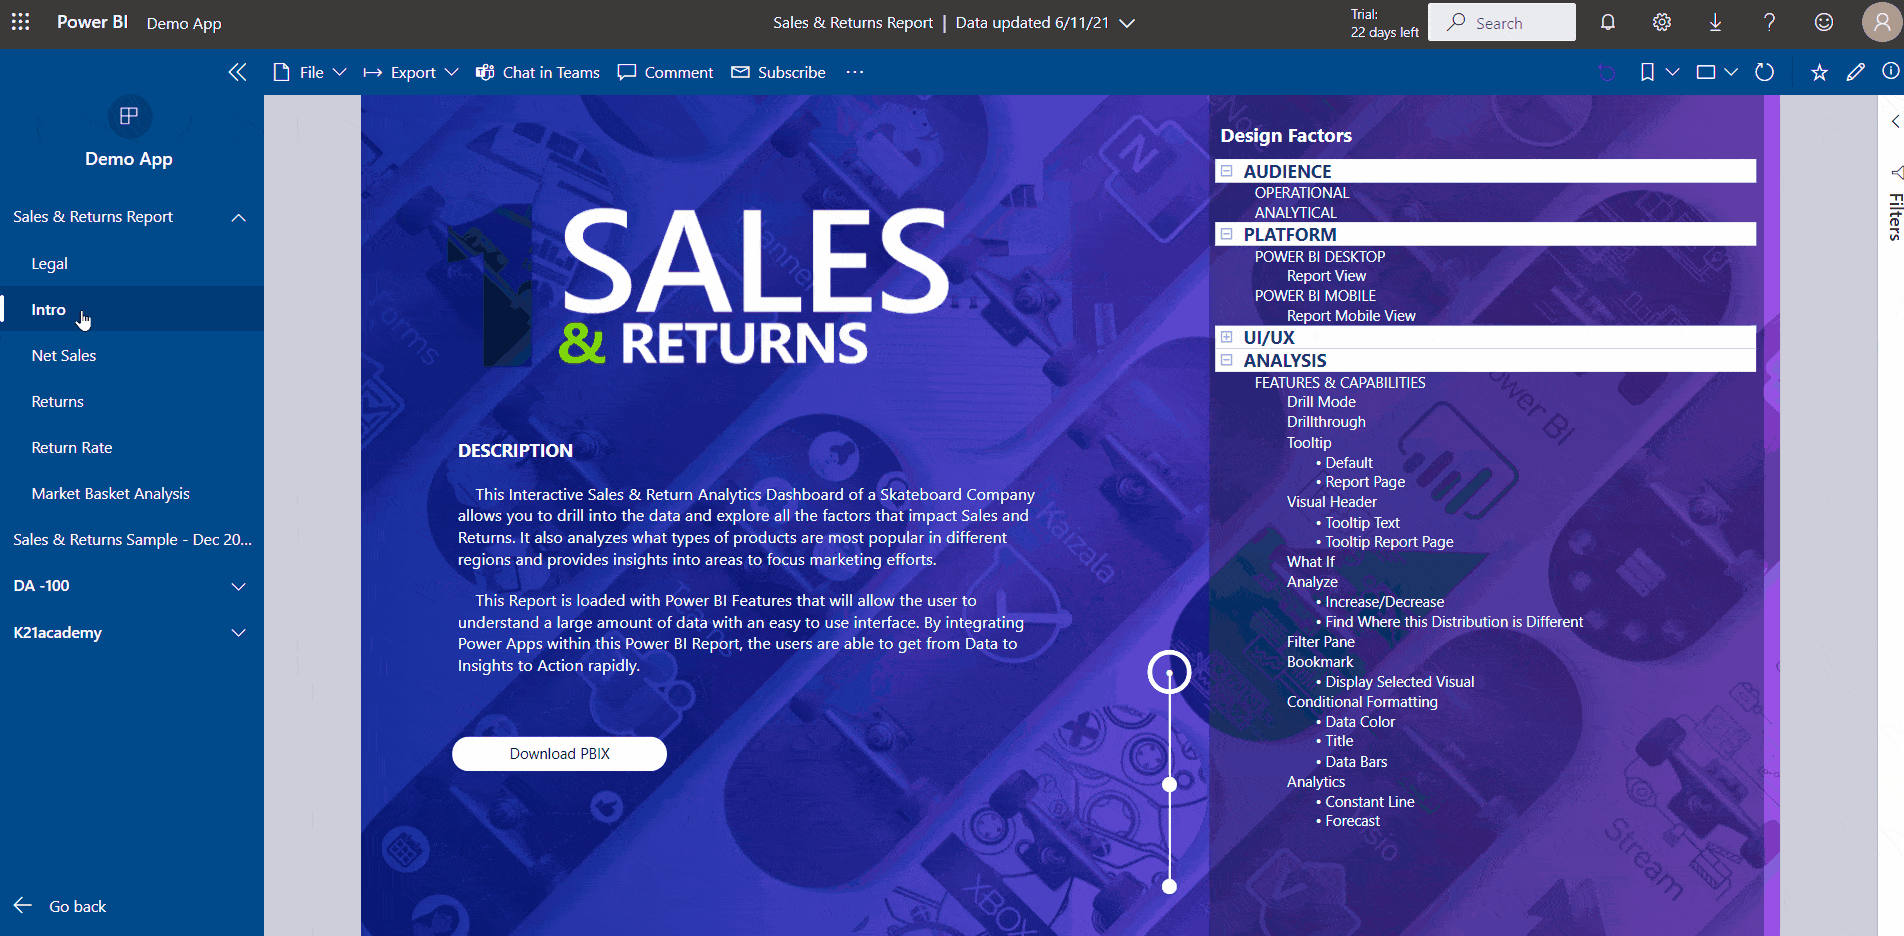 Power BI
Demo App
Sales & Returns Report | Data updated 6/11/21
Trial:
22 days left
Search
File
Export
Chat in Teams
Comment
Subscribe
Demo App
Sales & Returns Report
Legal
Intro
Net Sales
Returns
Return Rate
Market Basket Analysis
Sales & Returns Sample - Dec 20...
DA -100
K21academy
Go back
SALES
& RETURNS
DESCRIPTION
This Interactive Sales & Return Analytics Dashboard of a Skateboard Company
allows you to drill into the data and explore all the factors that impact Sales and
Returns. It also analyzes what types of products are most popular in different
regions and provides insights into areas to focus marketing efforts.
This Report is loaded with Power BI Features that will allow the user to
understand a large amount of data with an easy to use interface. By integrating
Power Apps within this Power BI Report, the users are able to get from Data to
Insights to Action rapidly.
Download PBIX
Design Factors
AUDIENCE
OPERATIONAL
ANALYTICAL
PLATFORM
POWER BI DESKTOP
Report View
POWER BI MOBILE
Report Mobile View
UI/UX
ANALYSIS
FEATURES & CAPABILITIES
Drill Mode
Drillthrough
Tooltip
• Default
• Report Page
Visual Header
• Tooltip Text
• Tooltip Report Page
What If
Analyze
• Increase/Decrease
• Find Where this Distribution is Different
Filter Pane
Bookmark
• Display Selected Visual
Conditional Formatting
• Data Color
• Title
• Data Bars
Analytics
• Constant Line
• Forecast
Filters
Forms
Kaizala
Power BI
Stream
XBOX
N